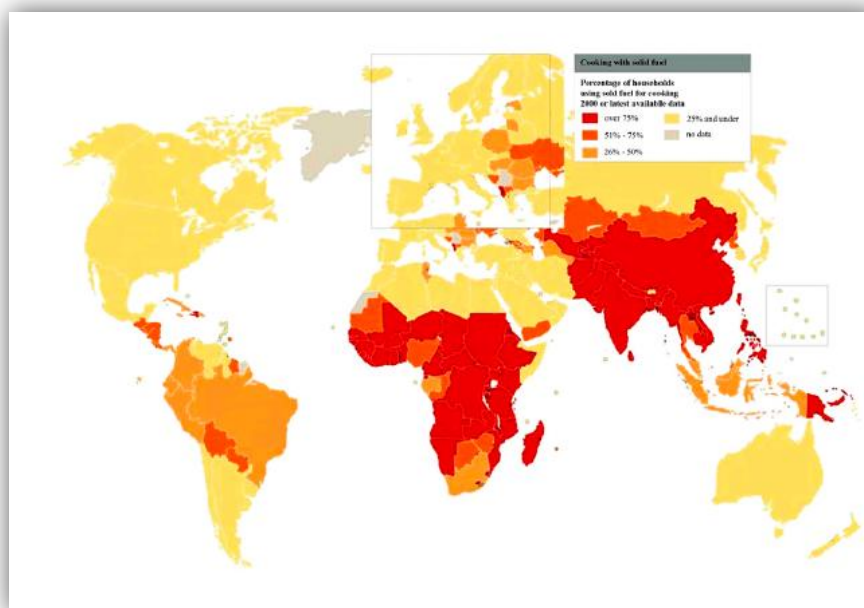 Cooking with solid fuel
Percentage of households
using solid fuel for cooking
2000 or latest available data
over 75%
51% - 75%
26% - 50%
25% and under
no data